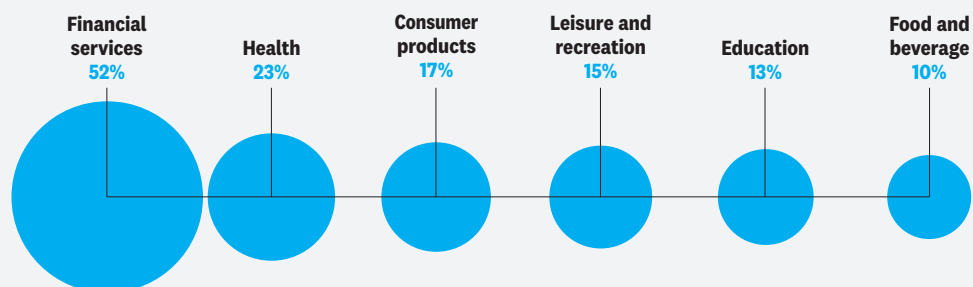 Financial
services
52%
Health
23%
Consumer
products
17%
Leisure and
recreation
15%
Education
13%
Food and
beverage
10%